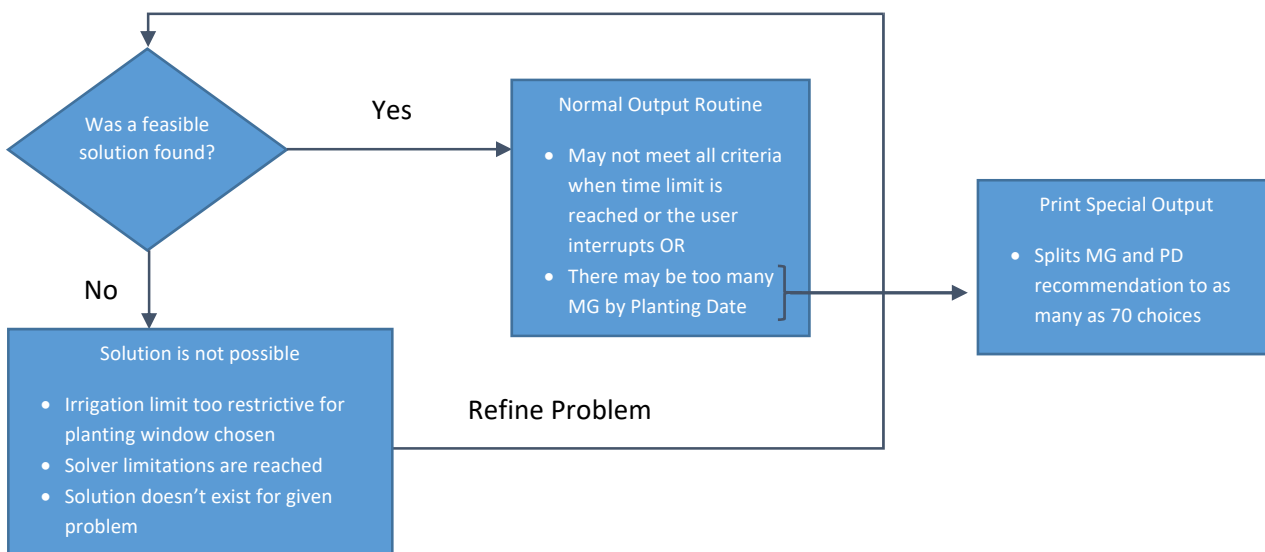 Was a feasible
solution found?
Yes
Normal Output Routine
• May not meet all criteria
when time limit is
reached or the user
interrupts OR
• There may be too many
MG by Planting Date
Print Special Output
• Splits MG and PD
recommendation to as
many as 70 choices
No
Solution is not possible
• Irrigation limit too restrictive for
planting window chosen
• Solver limitations are reached
• Solution doesn’t exist for given
problem
Refine Problem